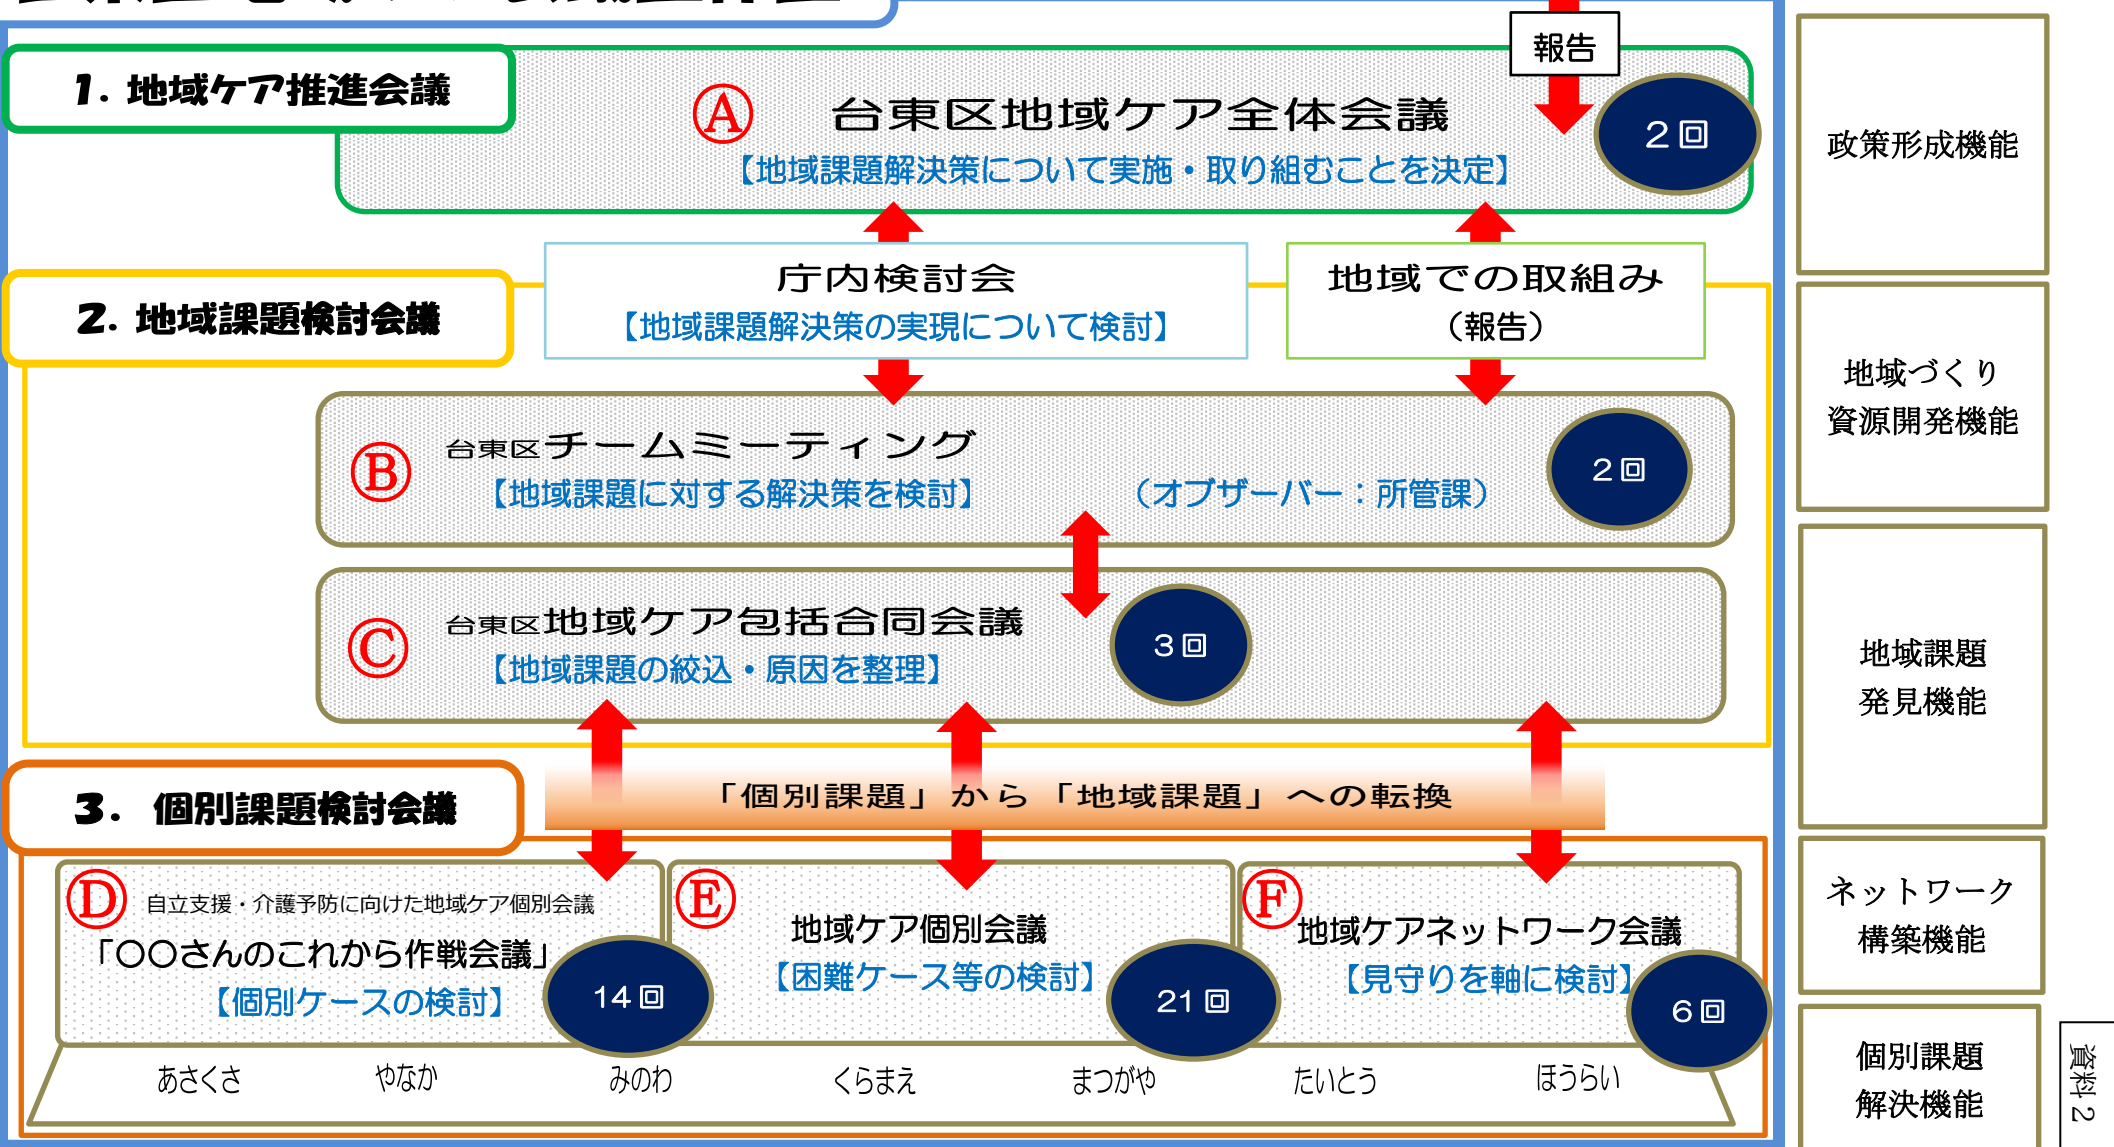 報告
1. 地域ケア推進会議
Ⓐ 台東区地域ケア全体会議
【地域課題解決策について実施・取り組むことを決定】
2回
政策形成機能
庁内検討会
【地域課題解決策の実現について検討】
地域での取組み
（報告）
2. 地域課題検討会議
地域づくり
資源開発機能
Ⓑ 台東区チームミーティング
【地域課題に対する解決策を検討】 （オブザーバー：所管課）
2回
Ⓒ 台東区地域ケア包括合同会議
【地域課題の絞込・原因を整理】
3回
地域課題
発見機能
3. 個別課題検討会議
「個別課題」から「地域課題」への転換
Ⓓ 自立支援・介護予防に向けた地域ケア個別会議
「〇〇さんのこれから作戦会議」
【個別ケースの検討】
14回
Ⓔ 地域ケア個別会議
【困難ケース等の検討】
21回
Ⓕ 地域ケアネットワーク会議
【見守りを軸に検討】
6回
ネットワーク
構築機能
あさくさ やなか みのわ くらまえ まつがや たいとう ほうらい
個別課題
解決機能
資料2